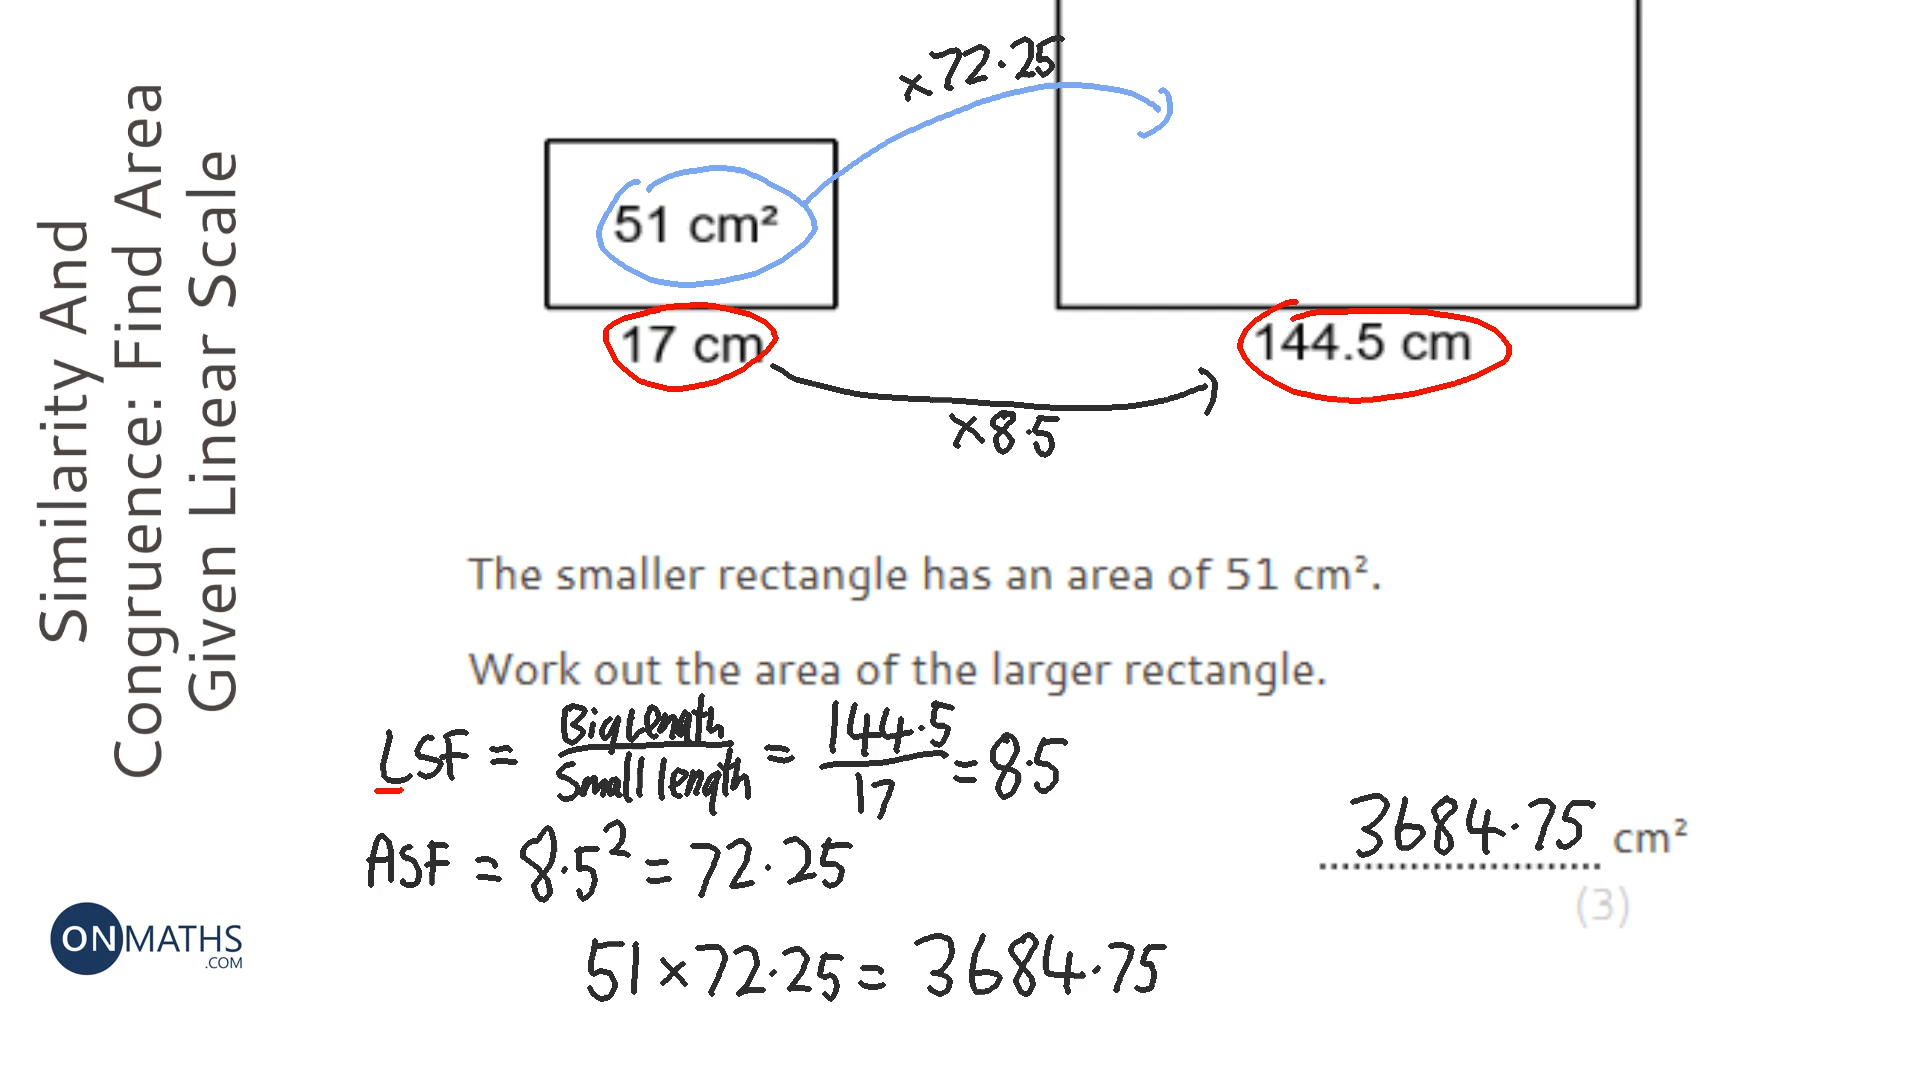 Similarity And
Congruence: Find Area
Given Linear Scale
×72.25
51 cm²
17 cm
144.5 cm
×8.5
The smaller rectangle has an area of 51 cm².
Work out the area of the larger rectangle.
LSF = Big Length / Small length = 144.5 / 17 = 8.5
ASF = 8.5² = 72.25
3684.75 cm²
(3)
51 × 72.25 = 3684.75
ONMATHS
.COM